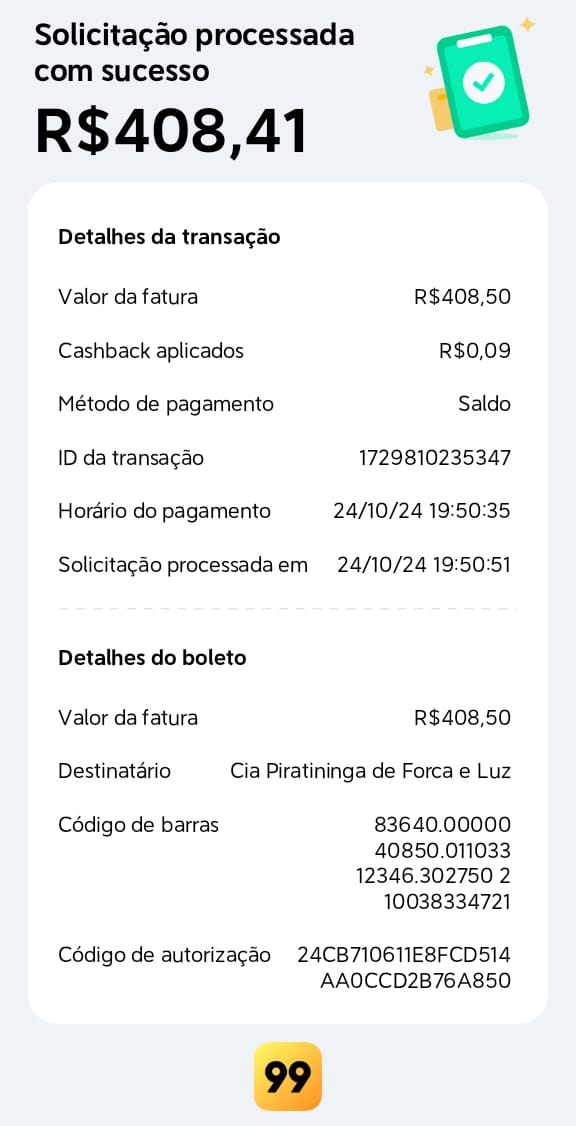 Solicitação processada
com sucesso
R$408,41
Detalhes da transação
Valor da fatura R$408,50
Cashback aplicados R$0,09
Método de pagamento Saldo
ID da transação 1729810235347
Horário do pagamento 24/10/24 19:50:35
Solicitação processada em 24/10/24 19:50:51
Detalhes do boleto
Valor da fatura R$408,50
Destinatário Cia Piratininga de Forca e Luz
Código de barras 83640.00000
40850.011033
12346.302750 2
10038334721
Código de autorização 24CB710611E8FCD514
AA0CCD2B76A850
99